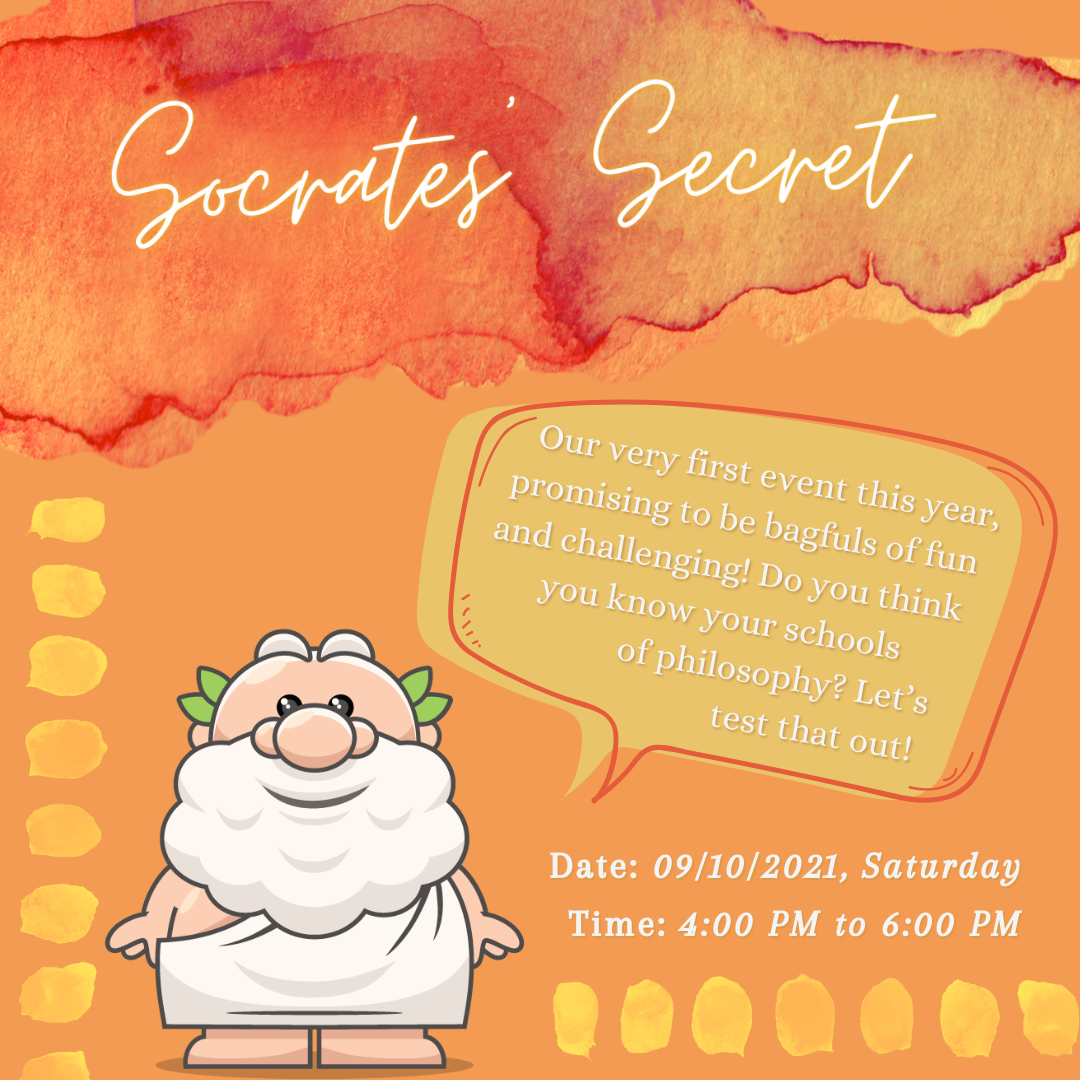 Socrates' Secret
Our very first event this year,
promising to be bagfuls of fun
and challenging! Do you think
you know your schools
of philosophy? Let's
test that out!
Date: 09/10/2021, Saturday
Time: 4:00 PM to 6:00 PM